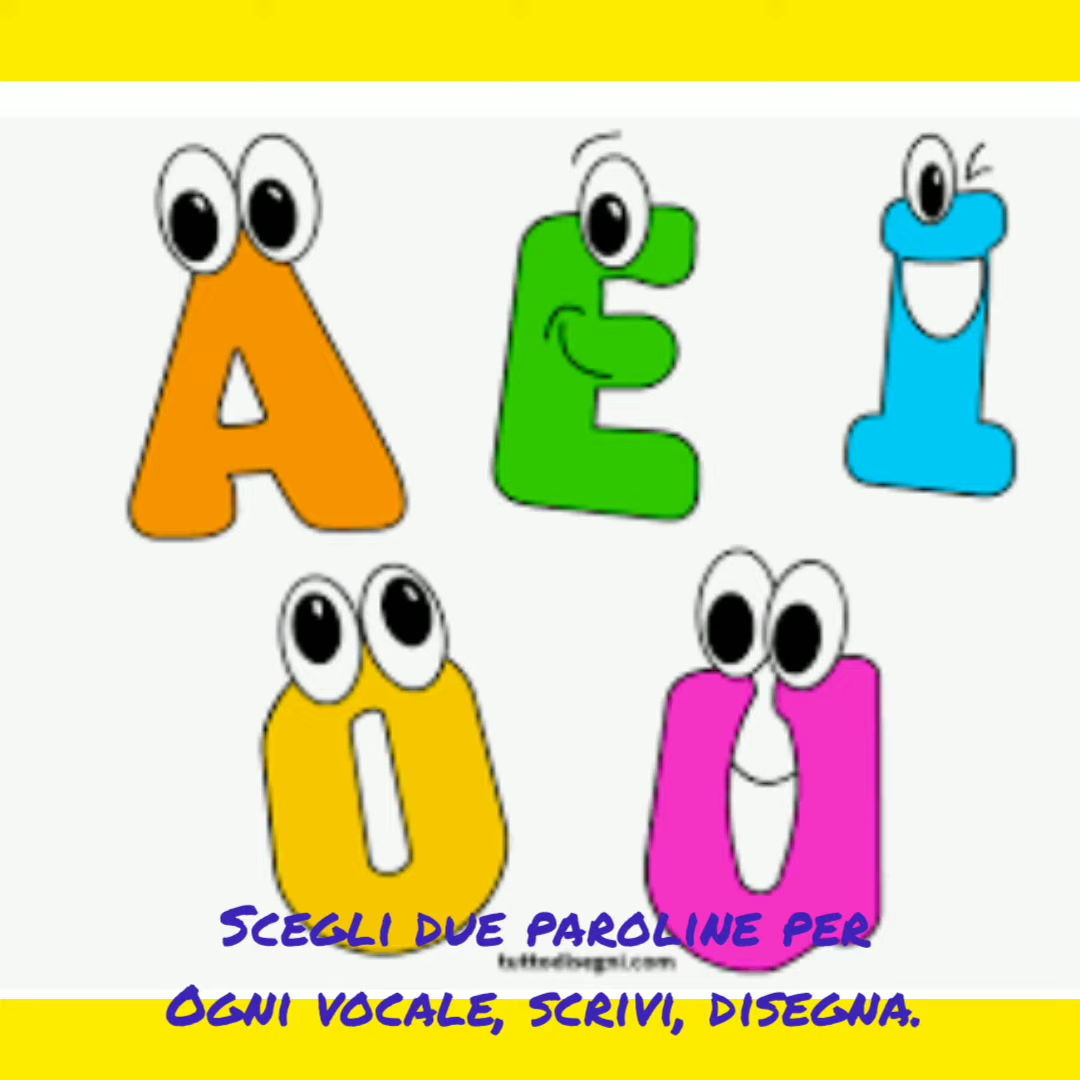 A E I
O U
Scegli due paroline per
tuttodisegni.com
Ogni vocale, scrivi, disegna.